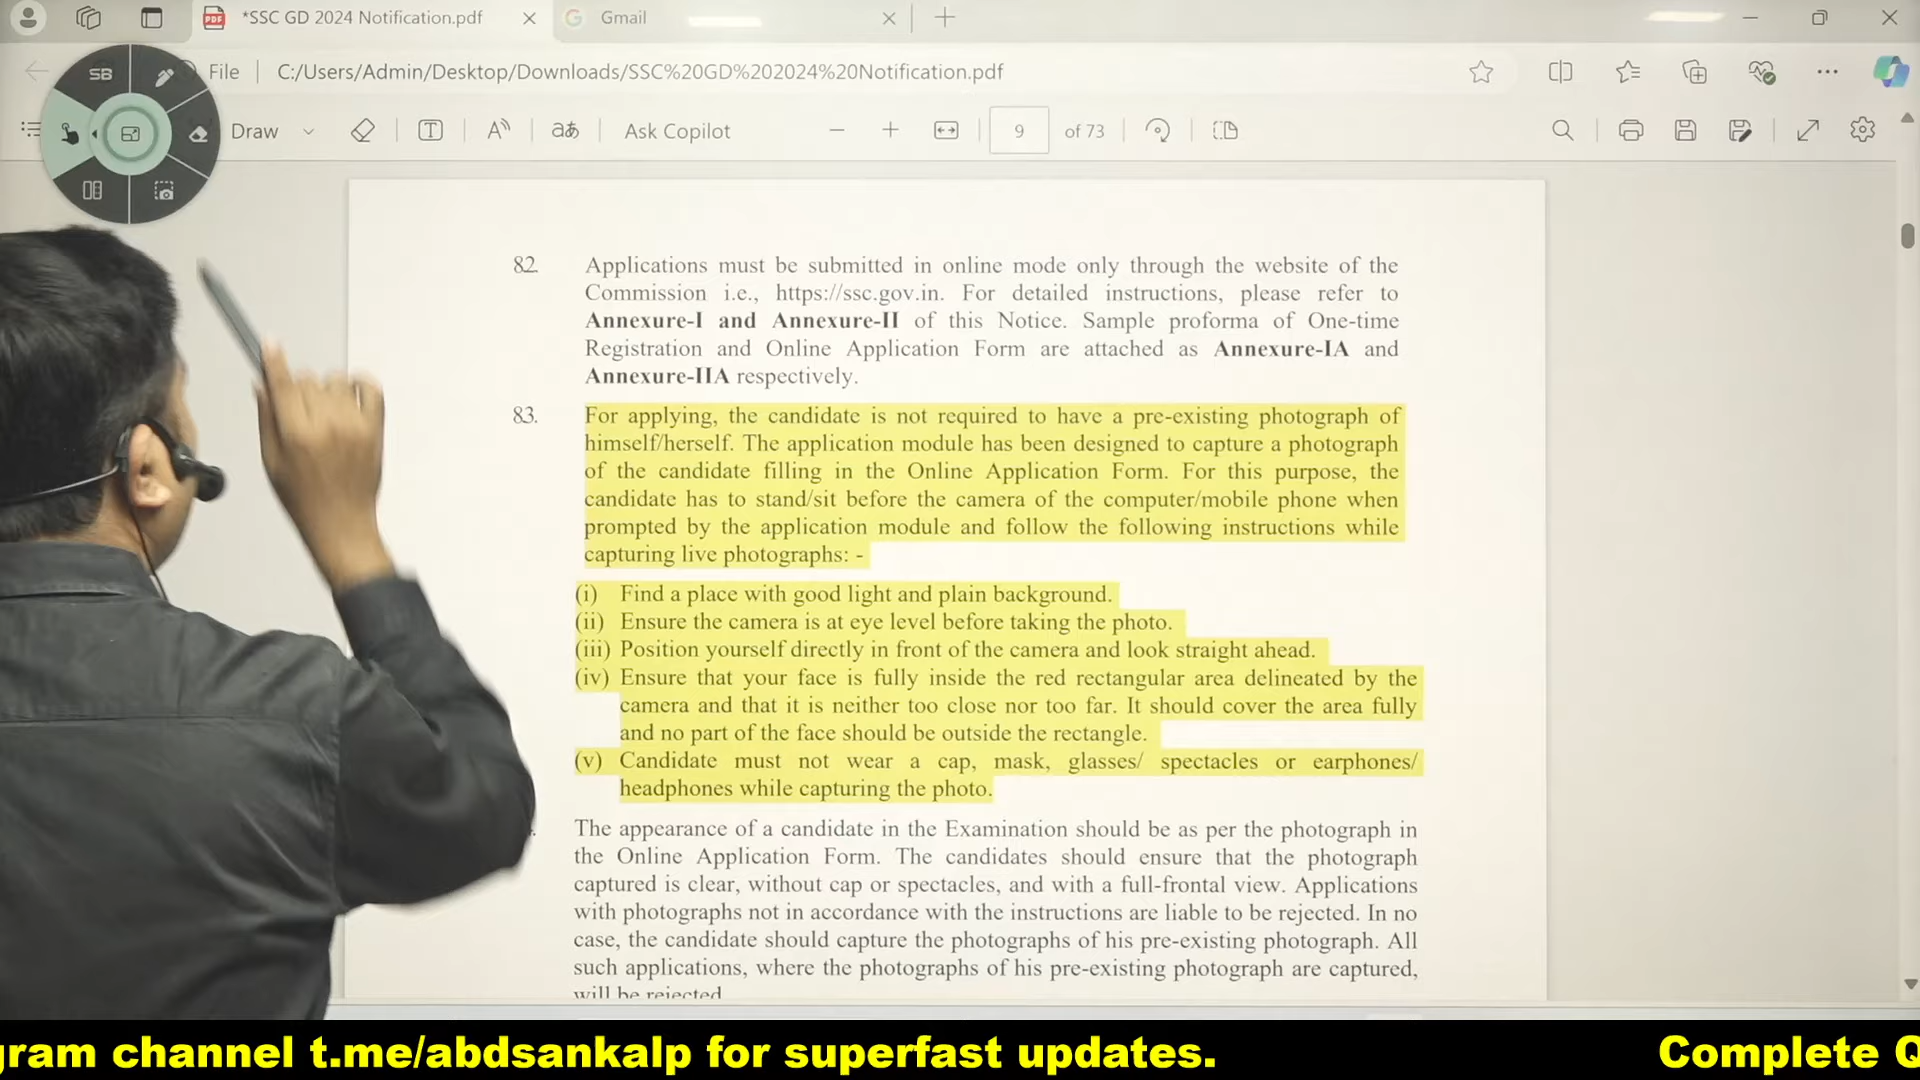 *SSC GD 2024 Notification.pdf
Gmail
SB
File
C:/Users/Admin/Desktop/Downloads/SSC%20GD%202024%20Notification.pdf
Draw
Ask Copilot
9
of 73
82. Applications must be submitted in online mode only through the website of the
Commission i.e., https://ssc.gov.in. For detailed instructions, please refer to
Annexure-I and Annexure-II of this Notice. Sample proforma of One-time
Registration and Online Application Form are attached as Annexure-IA and
Annexure-IIA respectively.
83. For applying, the candidate is not required to have a pre-existing photograph of
himself/herself. The application module has been designed to capture a photograph
of the candidate filling in the Online Application Form. For this purpose, the
candidate has to stand/sit before the camera of the computer/mobile phone when
prompted by the application module and follow the following instructions while
capturing live photographs: -
(i) Find a place with good light and plain background.
(ii) Ensure the camera is at eye level before taking the photo.
(iii) Position yourself directly in front of the camera and look straight ahead.
(iv) Ensure that your face is fully inside the red rectangular area delineated by the
camera and that it is neither too close nor too far. It should cover the area fully
and no part of the face should be outside the rectangle.
(v) Candidate must not wear a cap, mask, glasses/ spectacles or earphones/
headphones while capturing the photo.
The appearance of a candidate in the Examination should be as per the photograph in
the Online Application Form. The candidates should ensure that the photograph
captured is clear, without cap or spectacles, and with a full-frontal view. Applications
with photographs not in accordance with the instructions are liable to be rejected. In no
case, the candidate should capture the photographs of his pre-existing photograph. All
such applications, where the photographs of his pre-existing photograph are captured,
will be rejected
gram channel t.me/abdsankalp for superfast updates.
Complete Q